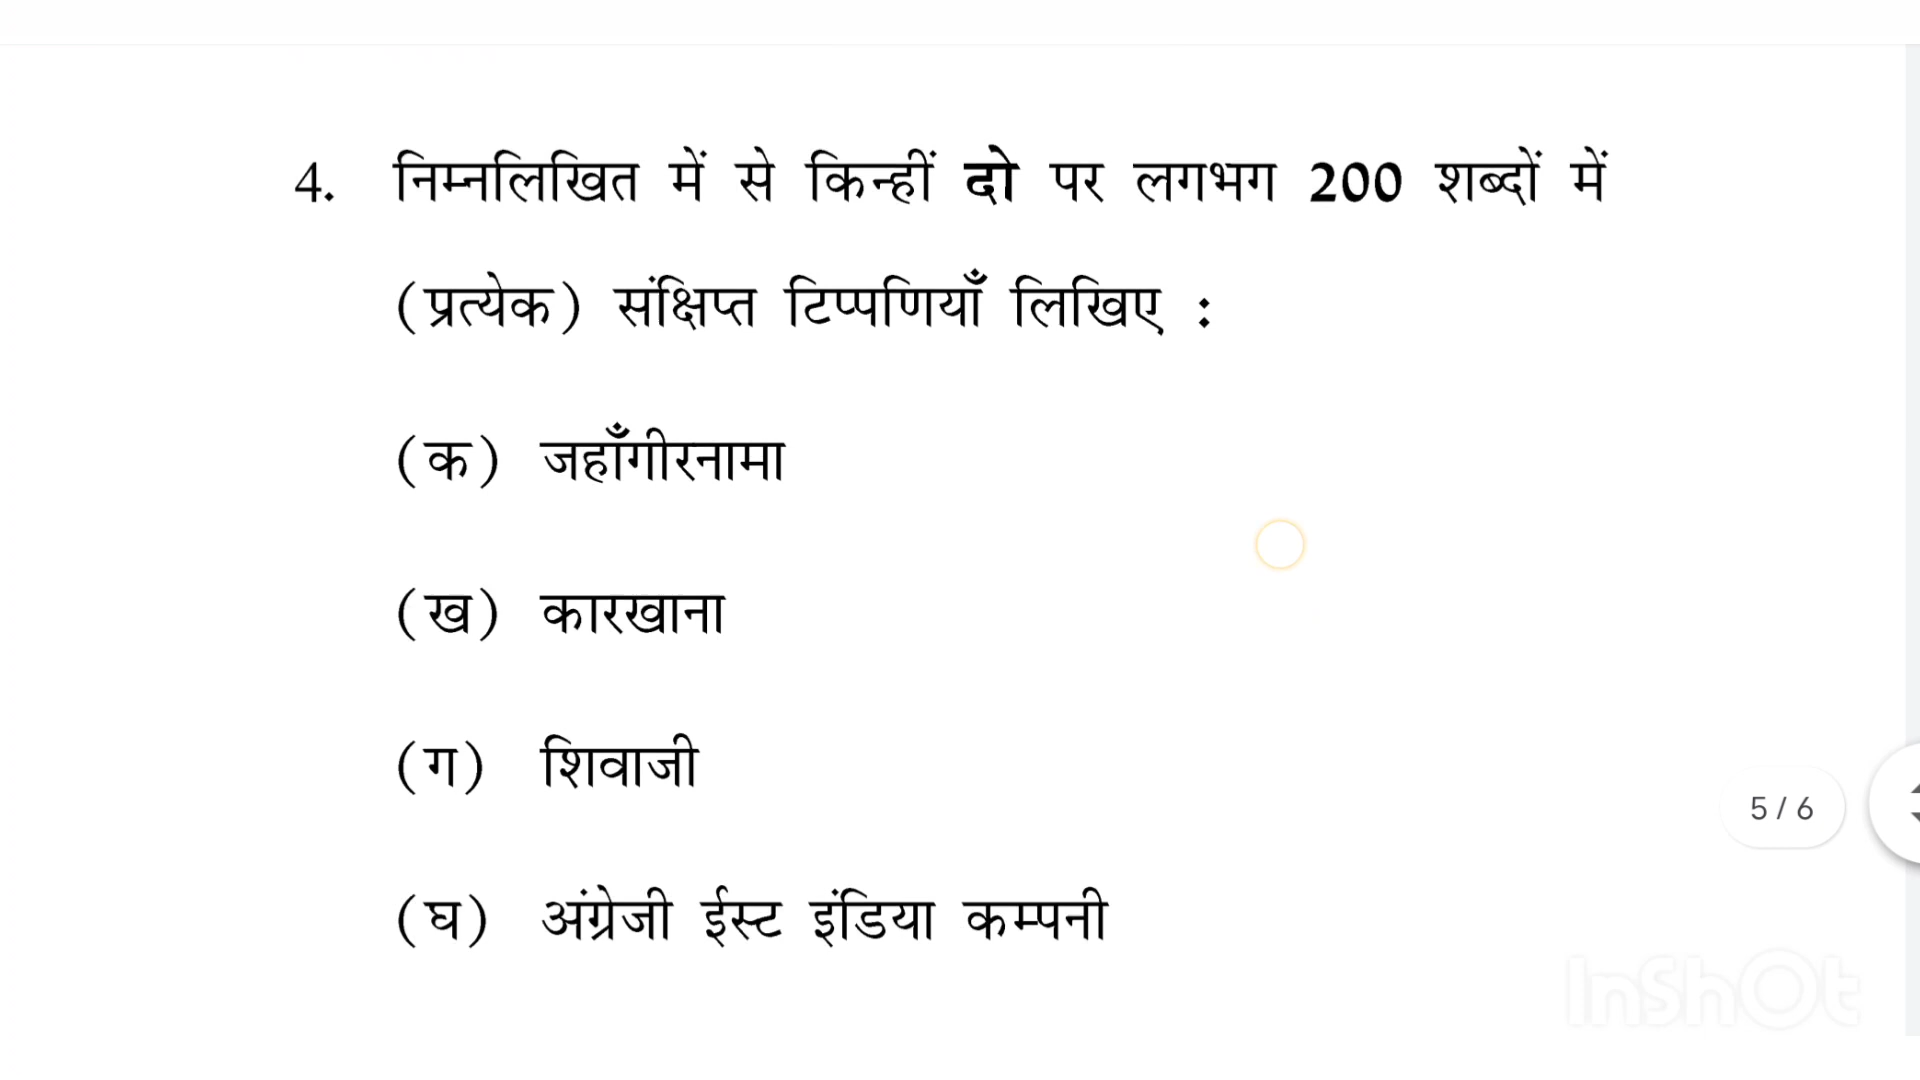 4. निम्नलिखित में से किन्हीं दो पर लगभग 200 शब्दों में
(प्रत्येक) संक्षिप्त टिप्पणियाँ लिखिए :
(क) जहाँगीरनामा
(ख) कारखाना
(ग) शिवाजी
5 / 6
(घ) अंग्रेजी ईस्ट इंडिया कम्पनी
InShOt